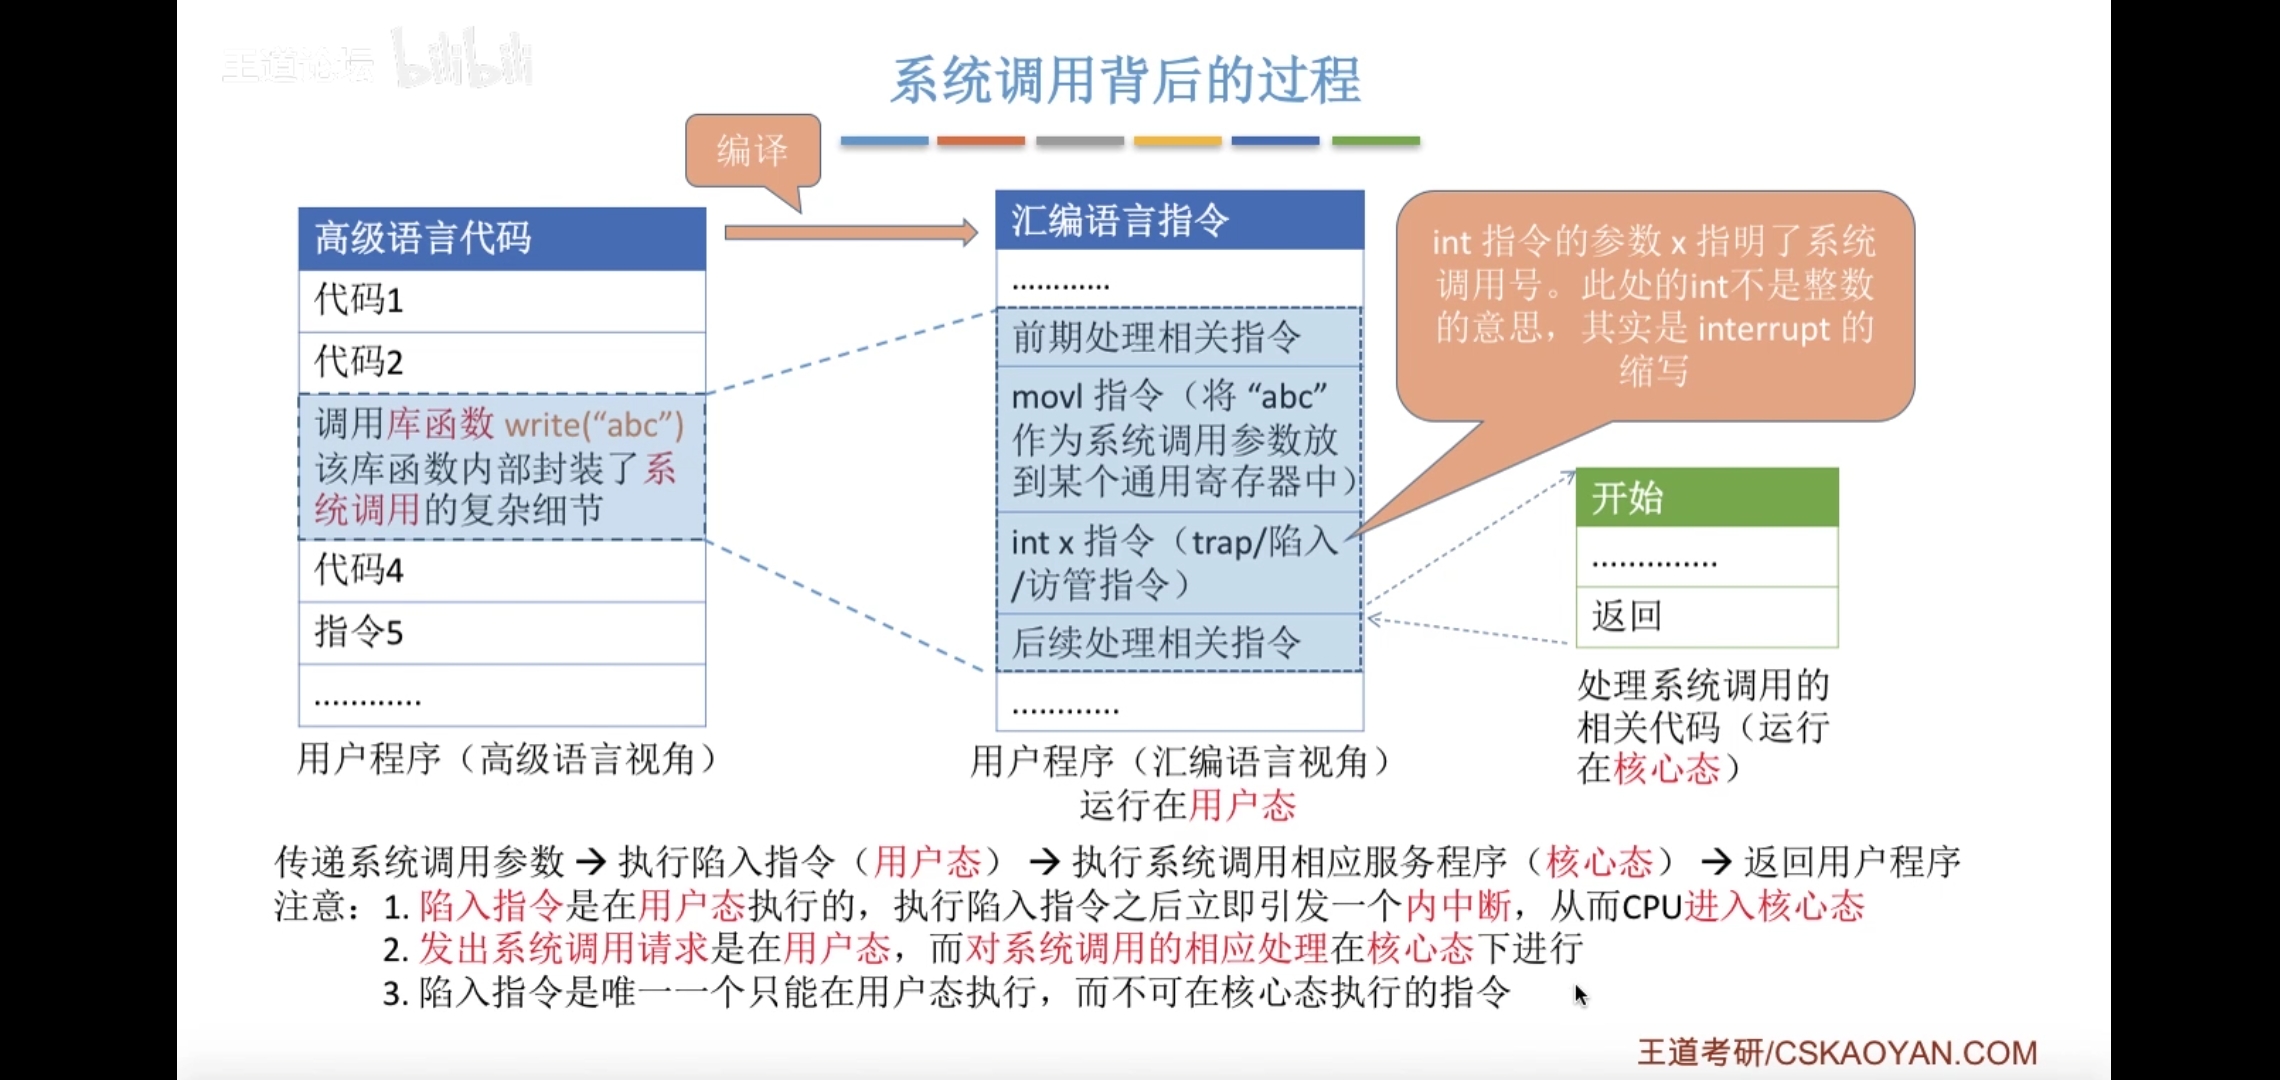 王道论坛 bilibili
系统调用背后的过程
编译
高级语言代码
代码1
代码2
调用库函数 write(“abc”)
该库函数内部封装了系
统调用的复杂细节
代码4
指令5
............
用户程序（高级语言视角）
汇编语言指令
............
前期处理相关指令
movl 指令（将 “abc”
作为系统调用参数放
到某个通用寄存器中）
int x 指令（trap/陷入
/访管指令）
后续处理相关指令
............
用户程序（汇编语言视角）
运行在用户态
int 指令的参数 x 指明了系统
调用号。此处的int不是整数
的意思，其实是 interrupt 的
缩写
开始
..............
返回
处理系统调用的
相关代码（运行
在核心态）
传递系统调用参数 → 执行陷入指令（用户态） → 执行系统调用相应服务程序（核心态） → 返回用户程序
注意：1. 陷入指令是在用户态执行的，执行陷入指令之后立即引发一个内中断，从而CPU进入核心态
2. 发出系统调用请求是在用户态，而对系统调用的相应处理在核心态下进行
3. 陷入指令是唯一一个只能在用户态执行，而不可在核心态执行的指令
王道考研/CSKAOYAN.COM